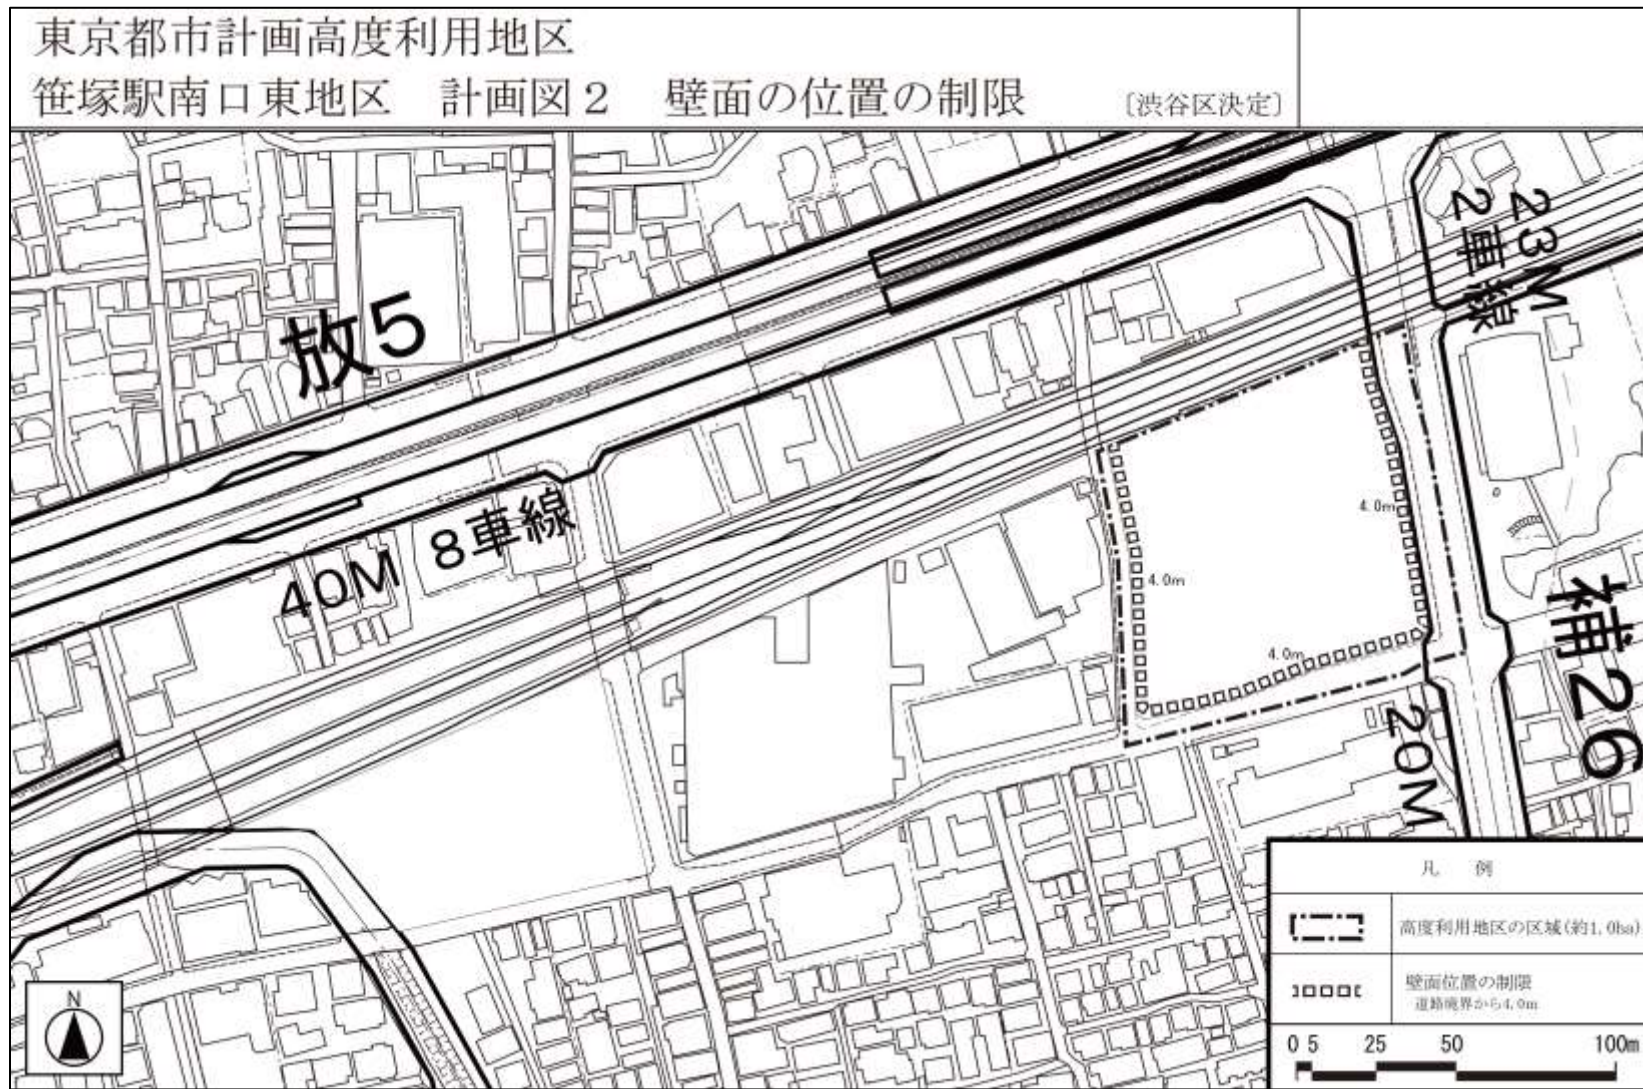 東京都市計画高度利用地区
笹塚駅南口東地区　計画図２　壁面の位置の制限　〔渋谷区決定〕
放5
40M 8車線
23M
2車線
4.0m
4.0m
4.0m
補26
20M
N
凡　例
高度利用地区の区域(約1.0ha)
壁面位置の制限
道路境界から4.0m
0 5 25 50 100m